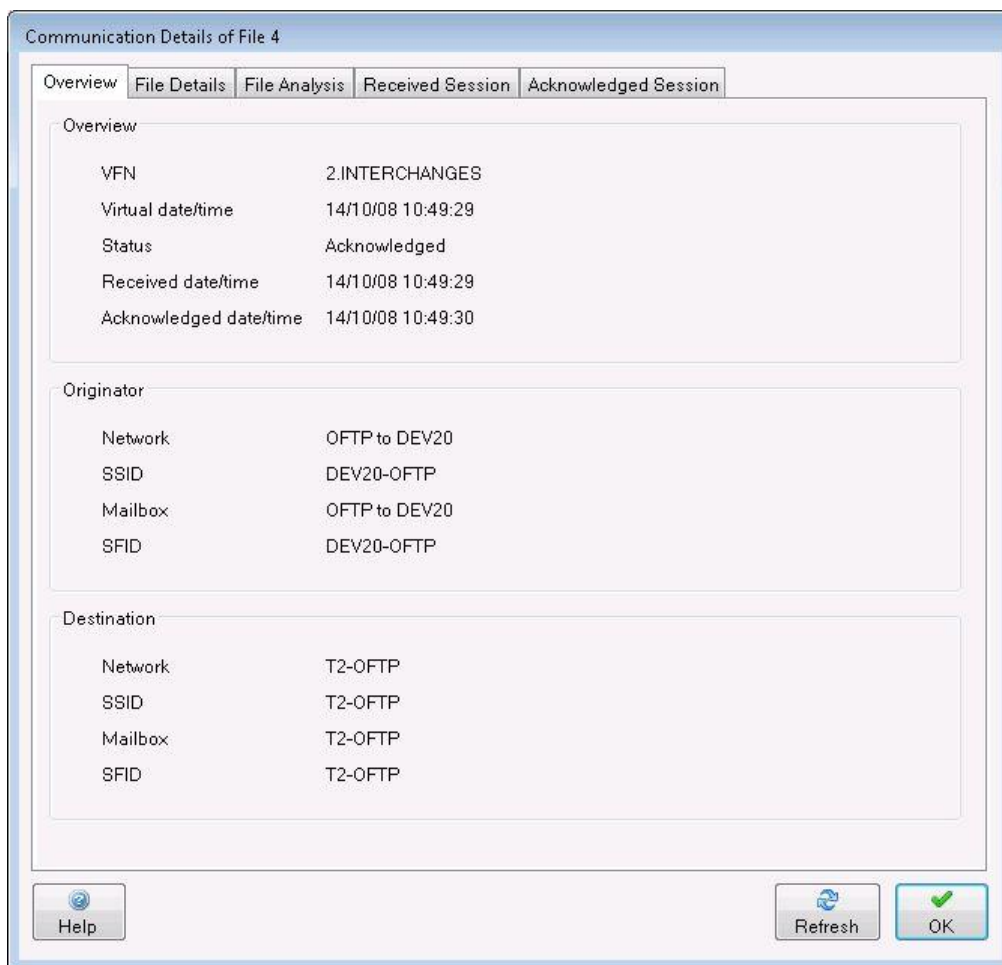 Communication Details of File 4
Overview File Details File Analysis Received Session Acknowledged Session
Overview
VFN 2.INTERCHANGES
Virtual date/time 14/10/08 10:49:29
Status Acknowledged
Received date/time 14/10/08 10:49:29
Acknowledged date/time 14/10/08 10:49:30
Originator
Network OFTP to DEV20
SSID DEV20-OFTP
Mailbox OFTP to DEV20
SFID DEV20-OFTP
Destination
Network T2-OFTP
SSID T2-OFTP
Mailbox T2-OFTP
SFID T2-OFTP
Help Refresh OK